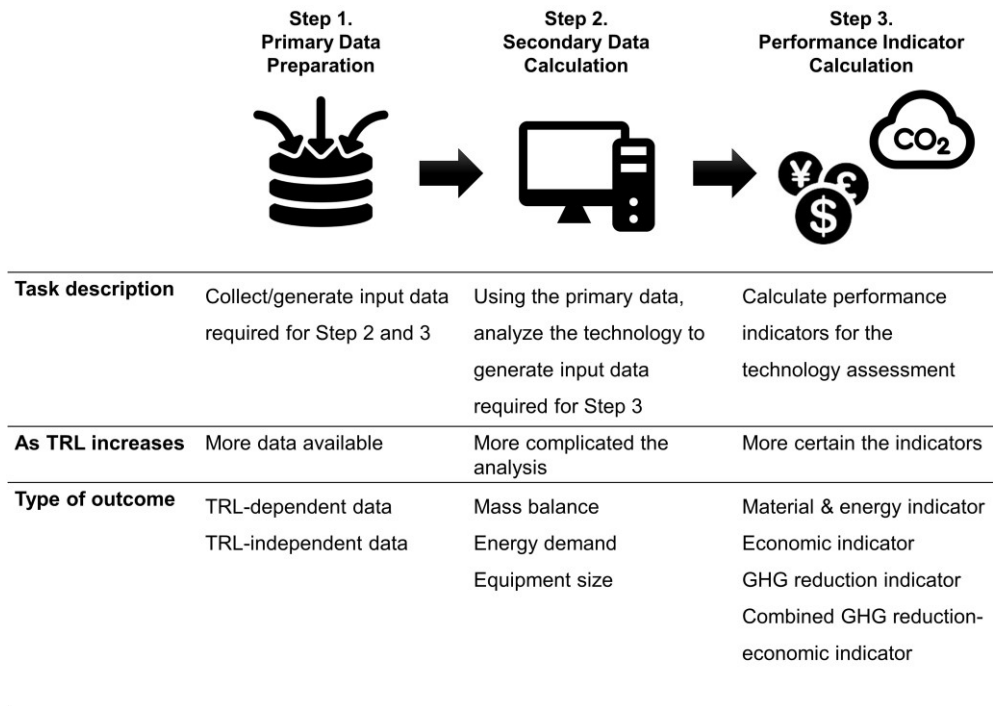 Step 1.
Primary Data
Preparation
Step 2.
Secondary Data
Calculation
Step 3.
Performance Indicator
Calculation
CO2
¥
£
$
Task description
Collect/generate input data
required for Step 2 and 3
Using the primary data,
analyze the technology to
generate input data
required for Step 3
Calculate performance
indicators for the
technology assessment
As TRL increases
More data available
More complicated the
analysis
More certain the indicators
Type of outcome
TRL-dependent data
TRL-independent data
Mass balance
Energy demand
Equipment size
Material & energy indicator
Economic indicator
GHG reduction indicator
Combined GHG reduction-
economic indicator